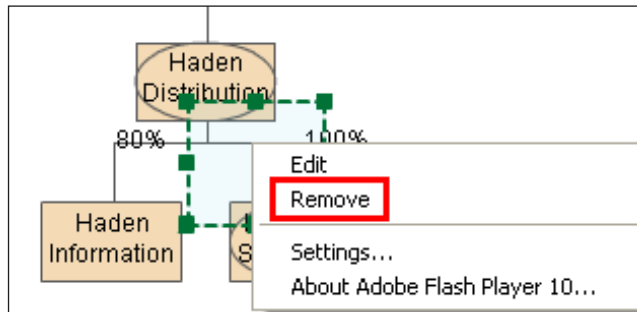 Haden
Distribution
80%
100%
Edit
Remove
Haden
Information
S
Settings...
About Adobe Flash Player 10...